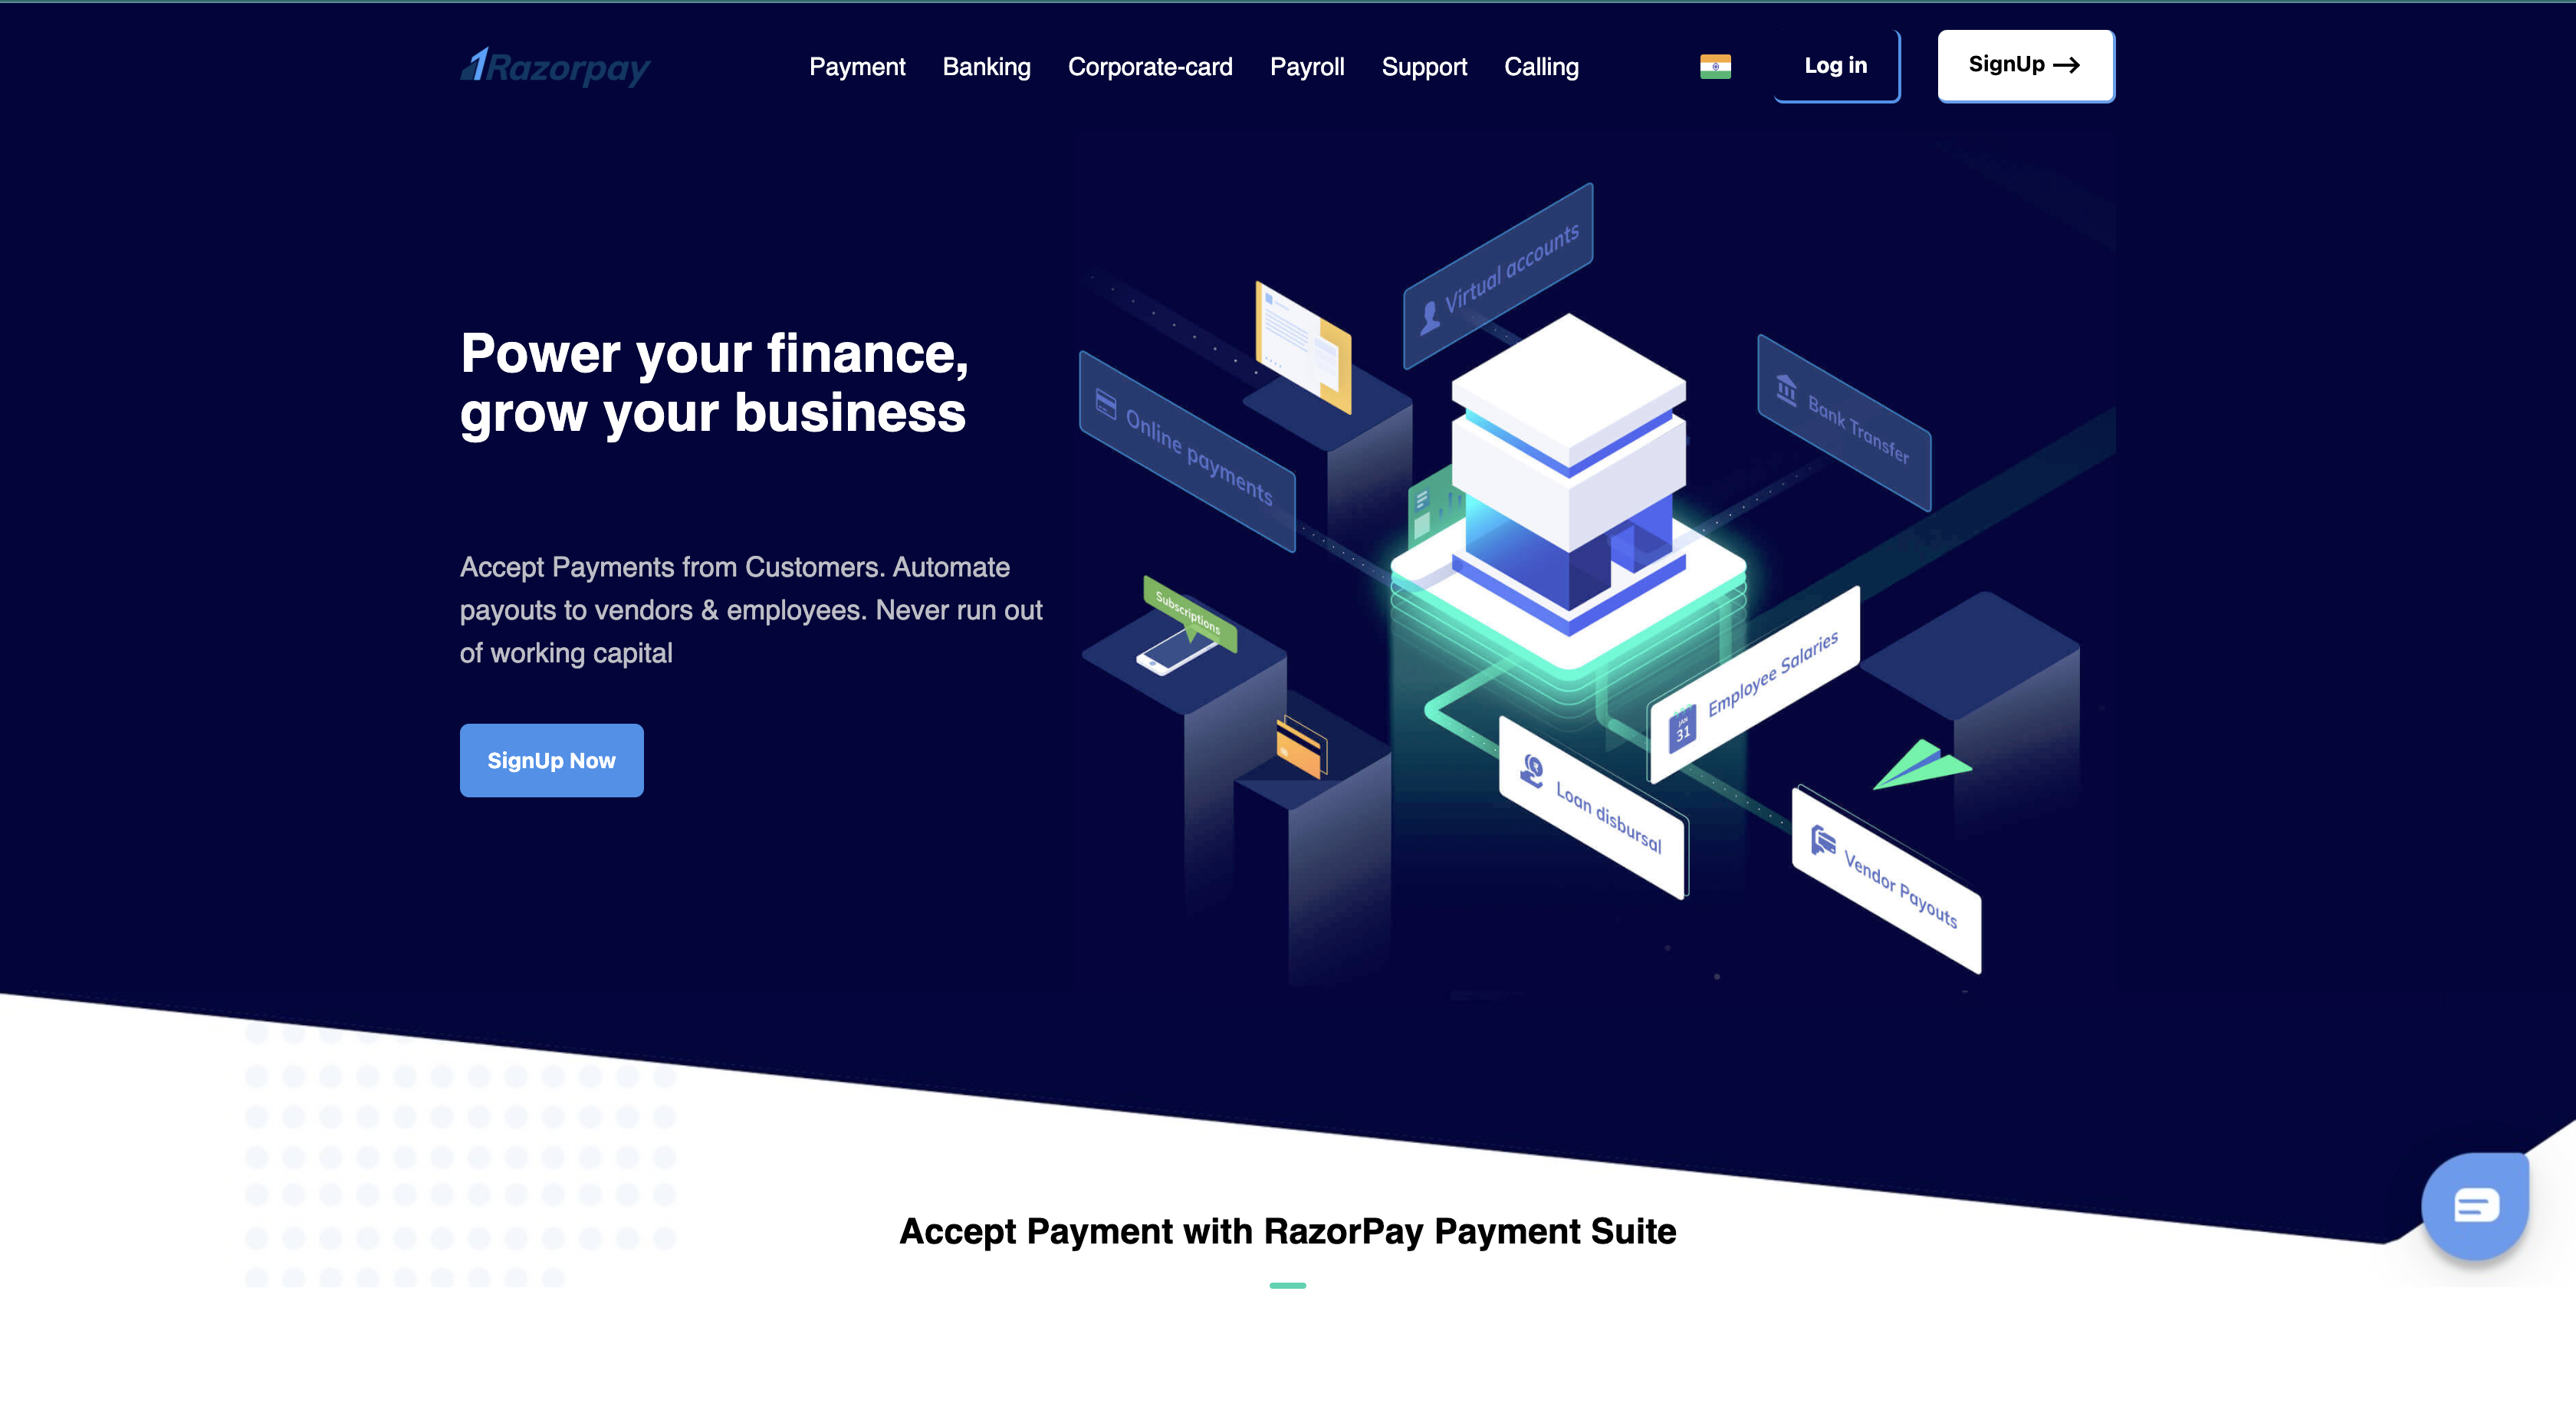 Razorpay
Payment Banking Corporate-card Payroll Support Calling
Log in
SignUp →
Power your finance,
grow your business
Accept Payments from Customers. Automate
payouts to vendors & employees. Never run out
of working capital
SignUp Now
Virtual accounts
Online payments
Bank Transfer
Subscriptions
Employee Salaries
JAN
31
Loan disbursal
Vendor Payouts
Accept Payment with RazorPay Payment Suite